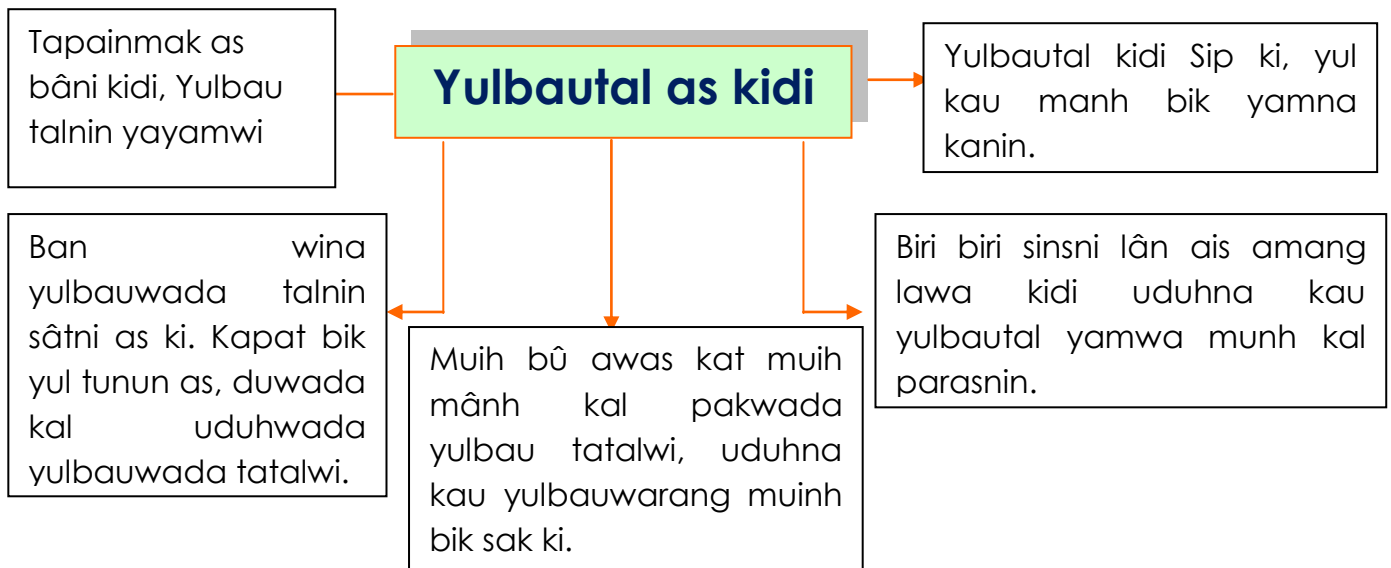 Yulbautal as kidi
Tapainmak as
bâni kidi, Yulbau
talnin yayamwi
Yulbautal kidi Sip ki, yul
kau manh bik yamna
kanin.
Ban wina
yulbauwada talnin
sâtni as ki. Kapat bik
yul tunun as, duwada
kal uduhwada
yulbauwada tatalwi.
Muih bû awas kat muih
mânh kal pakwada
yulbau tatalwi, uduhna
kau yulbauwarang muinh
bik sak ki.
Biri biri sinsni lân ais amang
lawa kidi uduhna kau
yulbautal yamwa munh kal
parasnin.